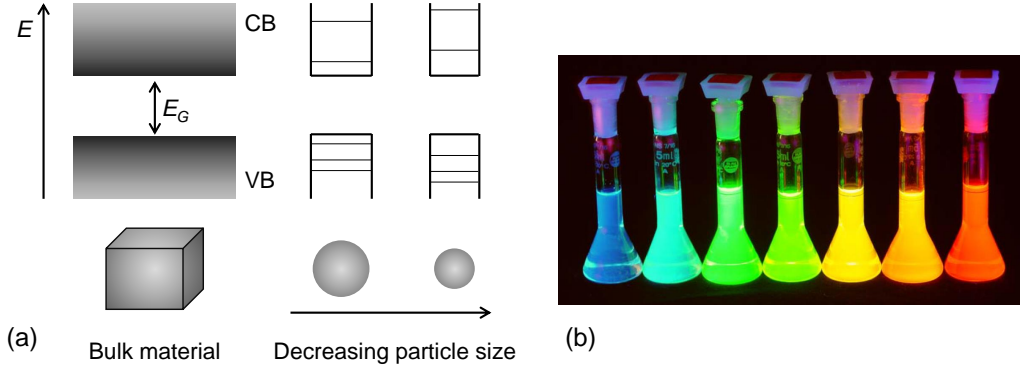 E
CB
E_G
VB
(a)
Bulk material
Decreasing particle size
(b)
5ml